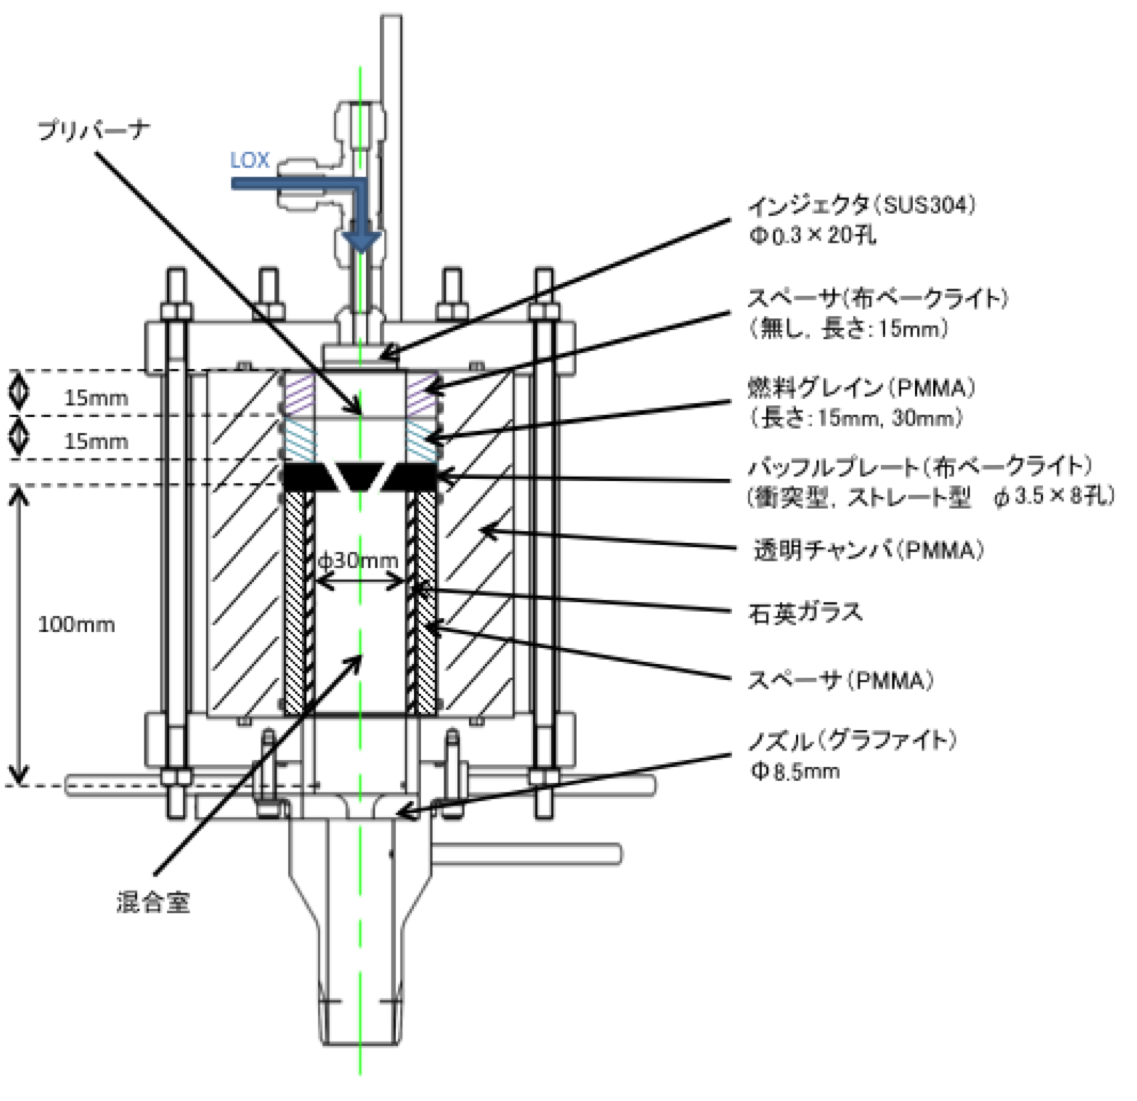 プリバーナ
LOX
インジェクタ(SUS304)
Φ0.3×20孔
スペーサ(布ベークライト)
(無し, 長さ:15mm)
15mm
燃料グレイン(PMMA)
(長さ:15mm, 30mm)
15mm
バッフルプレート(布ベークライト)
(衝突型, ストレート型 φ3.5×8孔)
透明チャンバ(PMMA)
ϕ30mm
石英ガラス
100mm
スペーサ(PMMA)
ノズル(グラファイト)
Φ8.5mm
混合室